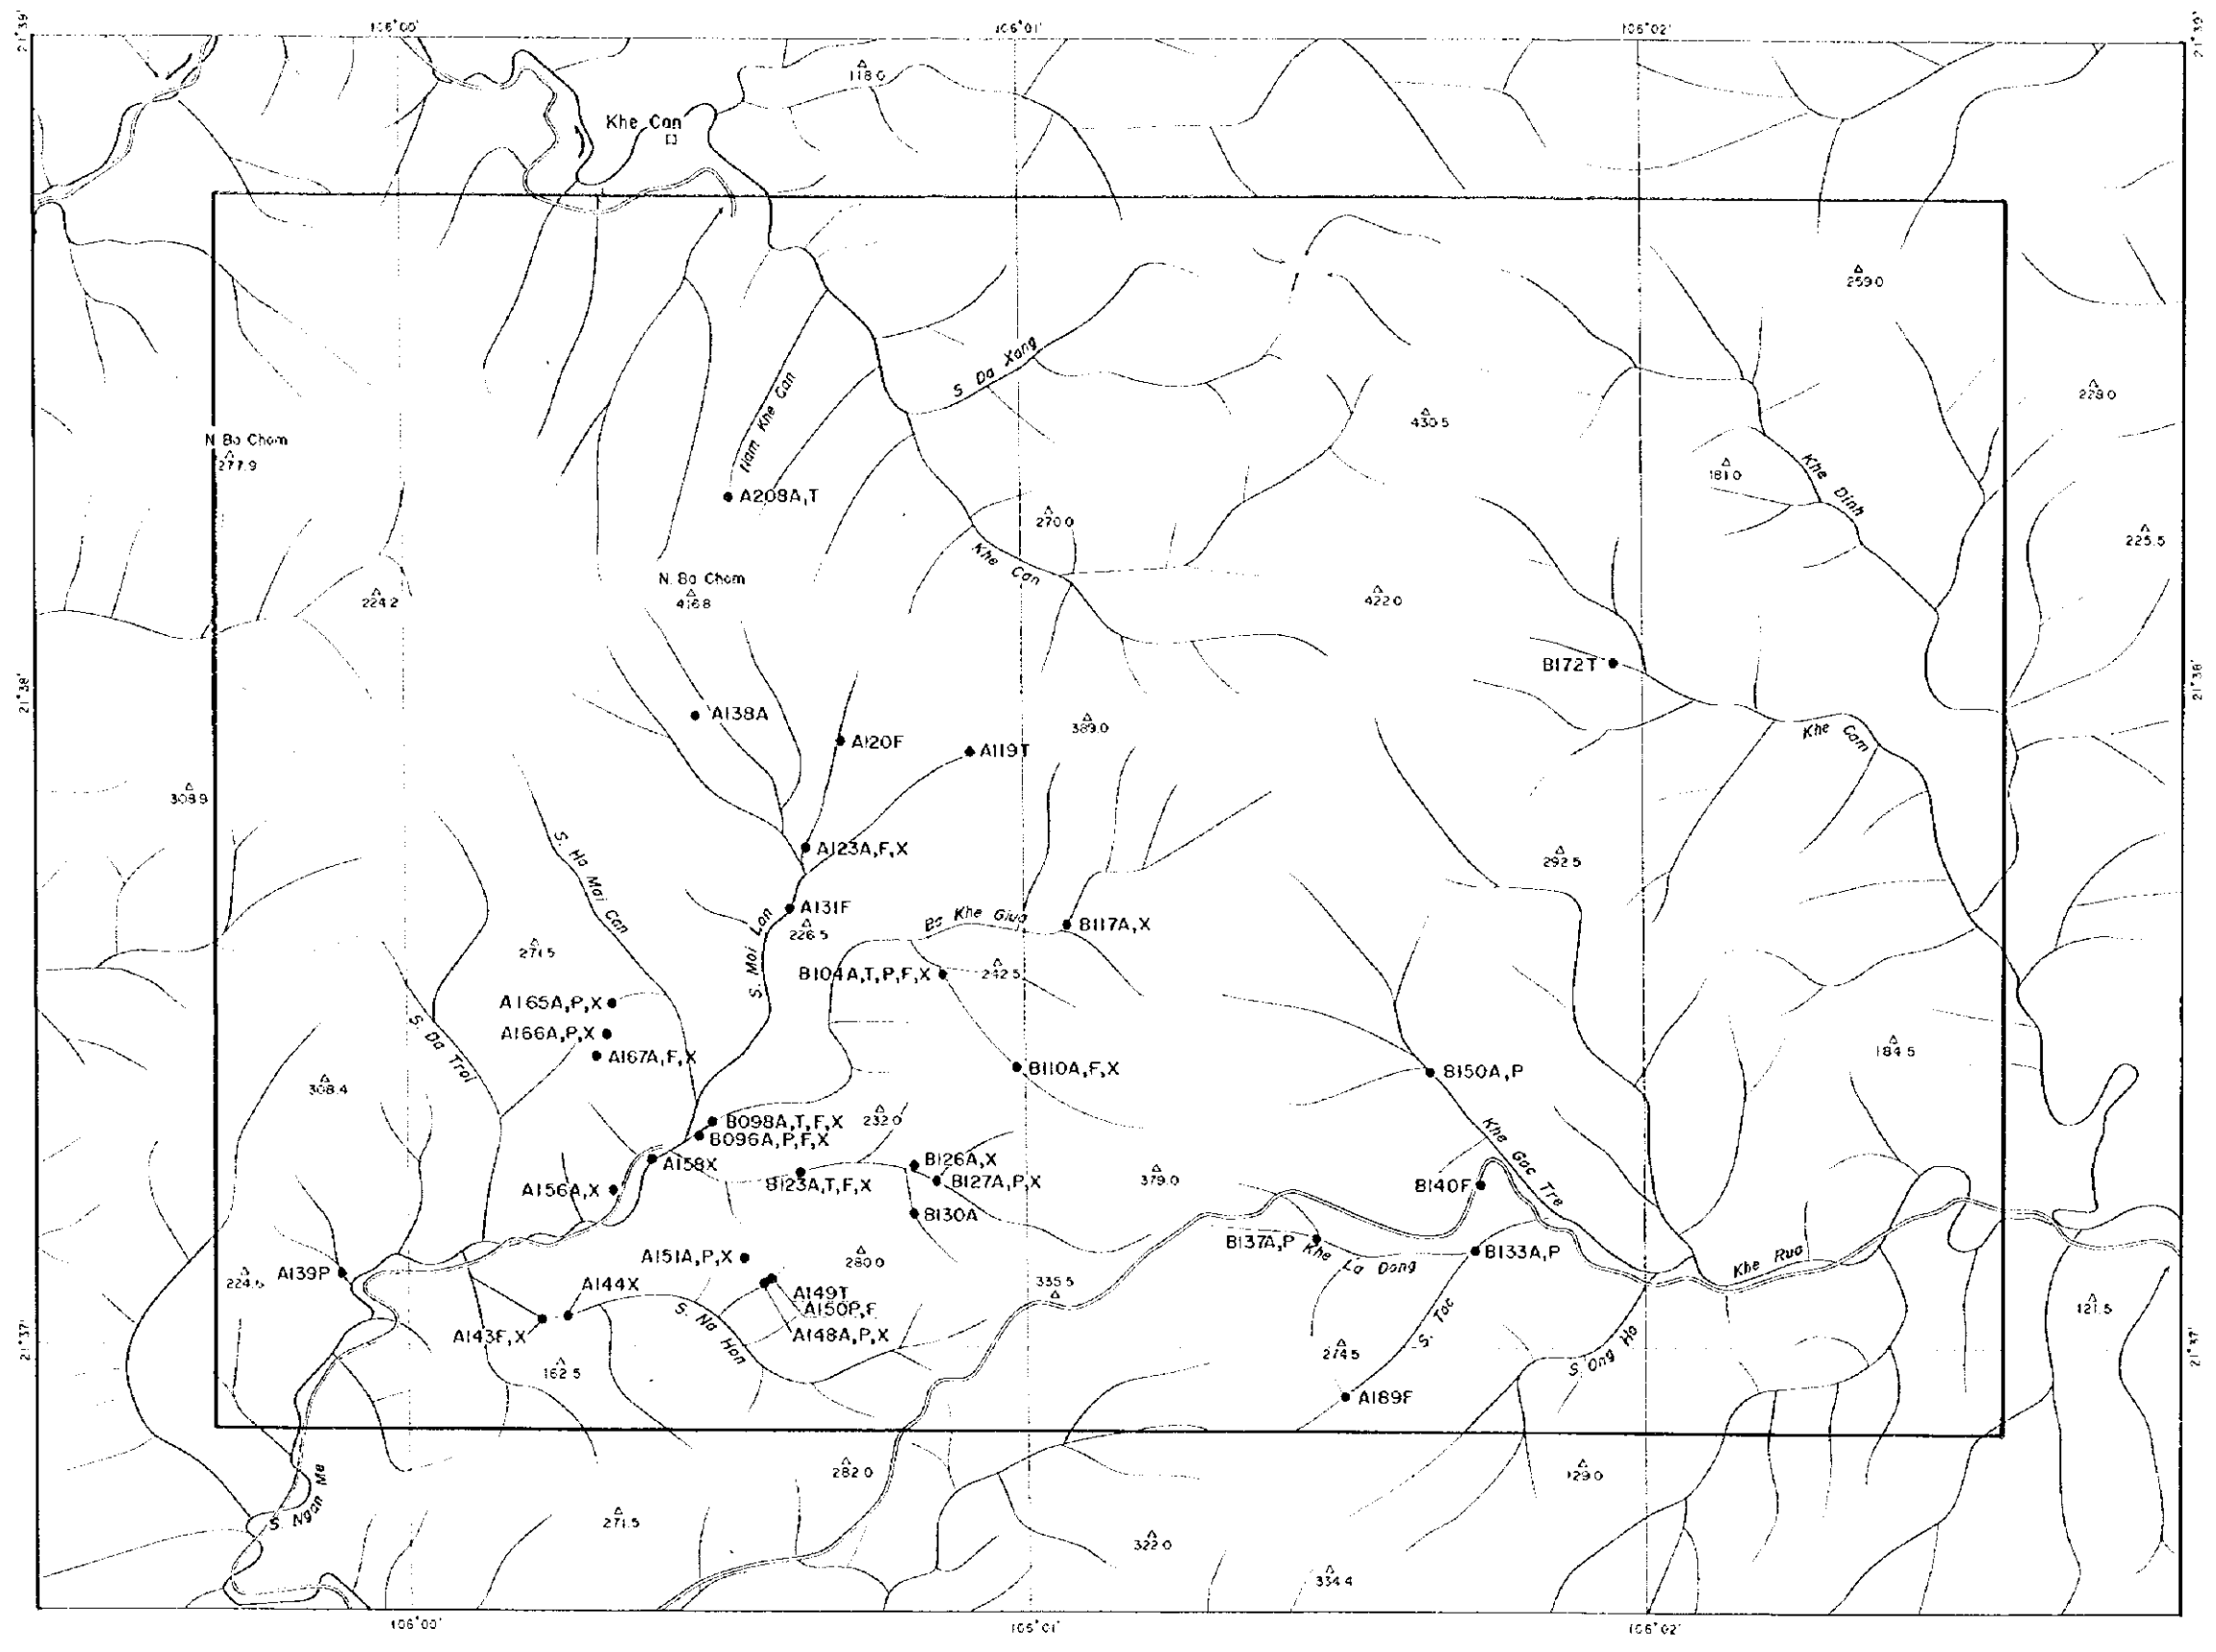 106°00'
106°01'
106°02'
21°39'
21°39'
118.0
Khe Can
259.0
S. Da Xang
Nam Khe Can
228.0
430.5
N. Ba Chom
277.9
181.0
Khe Dinh
A208A,T
270.0
225.5
Khe Can
N. Ba Chom
416.8
224.2
422.0
B172T
21°38'
21°38'
A138A
389.0
A120F
A119T
Khe Cam
308.9
S. Ho Mai Can
A123A,F,X
292.5
A131F
226.5
Ba Khe Giua
B117A,X
S. Moi Lan
271.5
B104A,T,P,F,X
242.5
A165A,P,X
A166A,P,X
A167A,F,X
S. Da Troi
184.5
308.4
B110A,F,X
B150A,P
B098A,T,F,X
232.0
B096A,P,F,X
Khe Goc Tre
A158X
B126A,X
B123A,T,F,X
B127A,P,X
379.0
B140F
A156A,X
B130A
B137A,P
Khe La Dong
B133A,P
A151A,P,X
280.0
Khe Rua
A139P
224.5
335.5
A144X
A149T
A150P,F
A148A,P,X
A143F,X
S. Na Hon
121.5
21°37'
21°37'
162.5
274.5
S. Tac
S. Ong Ho
A189F
282.0
129.0
S. Ngan Me
271.5
322.0
334.4
106°00'
106°01'
106°02'